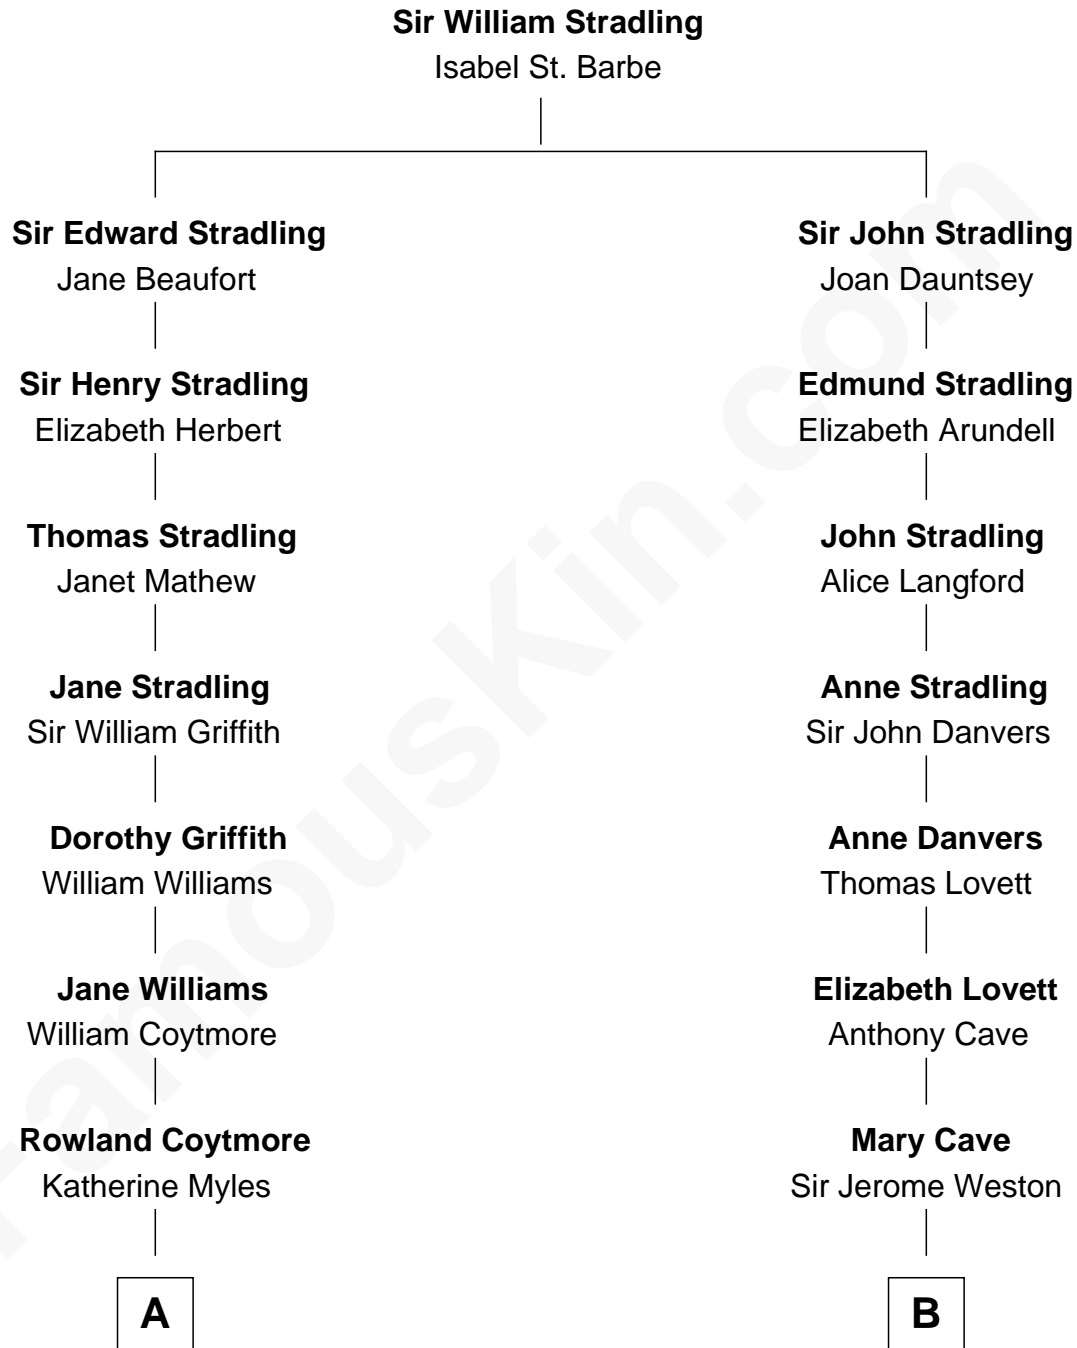 Sir William Stradling
Isabel St. Barbe
Sir Edward Stradling
Jane Beaufort
Sir Henry Stradling
Elizabeth Herbert
Thomas Stradling
Janet Mathew
Jane Stradling
Sir William Griffith
Dorothy Griffith
William Williams
Jane Williams
William Coytmore
Rowland Coytmore
Katherine Myles
A
Sir John Stradling
Joan Dauntsey
Edmund Stradling
Elizabeth Arundell
John Stradling
Alice Langford
Anne Stradling
Sir John Danvers
Anne Danvers
Thomas Lovett
Elizabeth Lovett
Anthony Cave
Mary Cave
Sir Jerome Weston
B
FamousKin.com